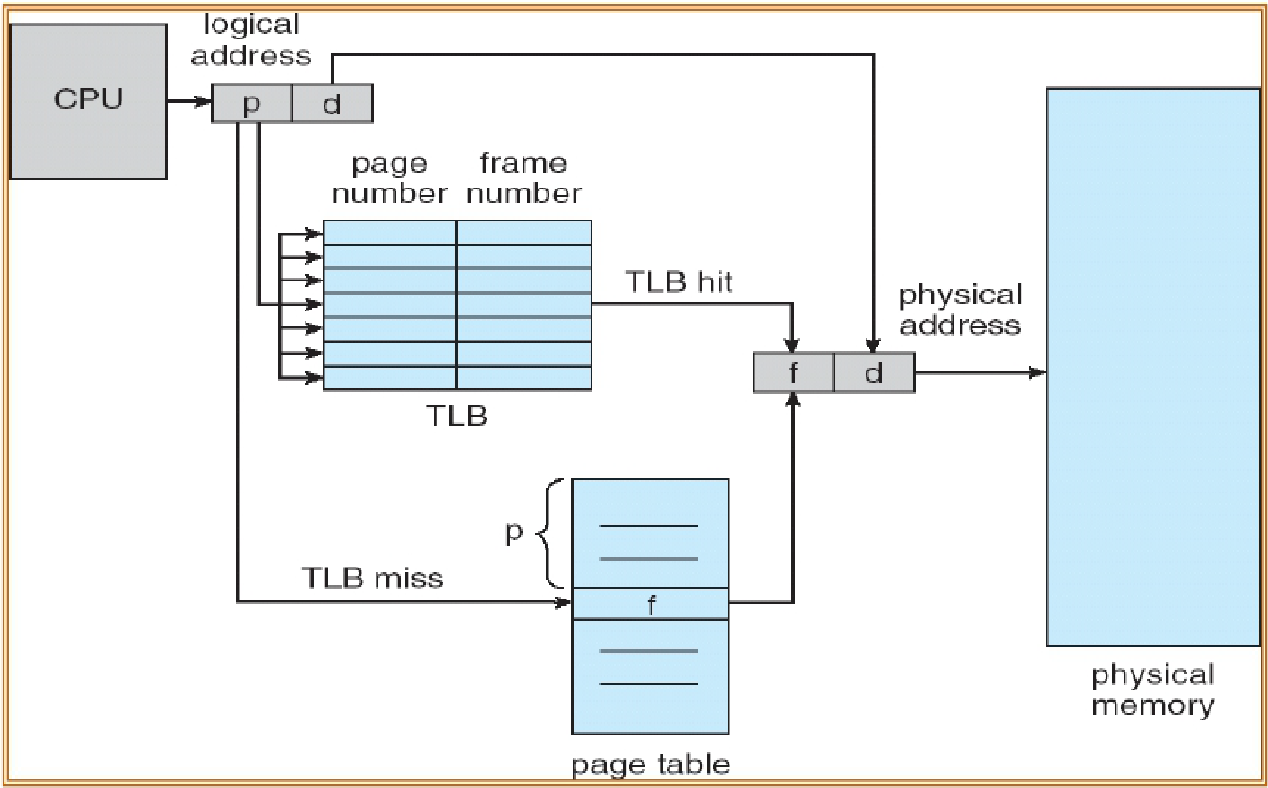 logical
address
CPU
p
d
page
number
frame
number
TLB hit
physical
address
f
d
TLB
p
TLB miss
f
physical
memory
page table